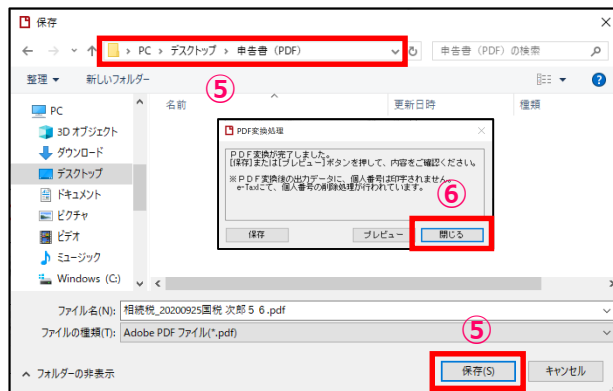 保存
PC > デスクトップ > 申告書（PDF）
申告書（PDF）の検索
整理 新しいフォルダー
⑤
名前 更新日時 種類
PC
3D オブジェクト
ダウンロード
デスクトップ
ドキュメント
ピクチャ
ビデオ
ミュージック
Windows (C:)
PDF変換処理
ＰＤＦ変換が完了しました。
[保存]または[プレビュー]ボタンを押して、内容をご確認ください。
※ＰＤＦ変換後の出力データに、個人番号は印字されません。
e-Taxにて、個人番号の削除処理が行われています。
⑥
保存 プレビュー 閉じる
ファイル名(N): 相続税_20200925国税 次郎５６.pdf
ファイルの種類(T): Adobe PDF ファイル(*.pdf)
⑤
フォルダーの非表示 保存(S) キャンセル